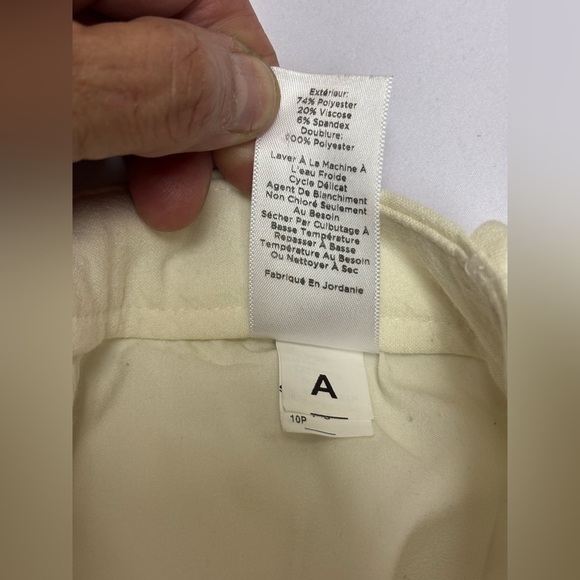 Extérieur:
74% Polyester
20% Viscose
6% Spandex
Doublure:
100% Polyester
Laver À La Machine À
L'eau Froide
Cycle Délicat
Agent De Blanchiment
Non Chloré Seulement
Au Besoin
Sécher Par Culbutage À
Basse Température
Repasser À Basse
Température Au Besoin
Ou Nettoyer À Sec
Fabriqué En Jordanie
A
10P